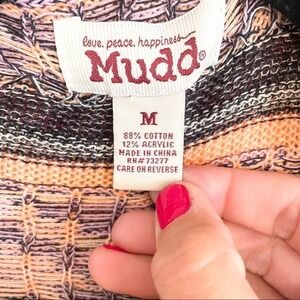 love. peace. happiness
Mudd®
M
88% COTTON
12% ACRYLIC
MADE IN CHINA
RN#73277
CARE ON REVERSE